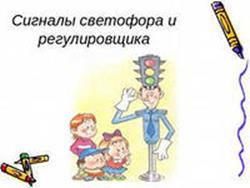 Сигналы светофора и
регулировщика